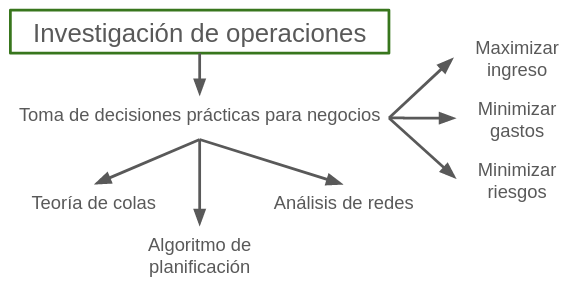 Investigación de operaciones
Maximizar
ingreso
Toma de decisiones prácticas para negocios
Minimizar
gastos
Minimizar
riesgos
Teoría de colas
Análisis de redes
Algoritmo de
planificación